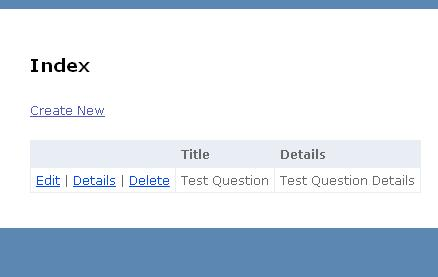 Index
Create New
Title Details
Edit | Details | Delete Test Question Test Question Details